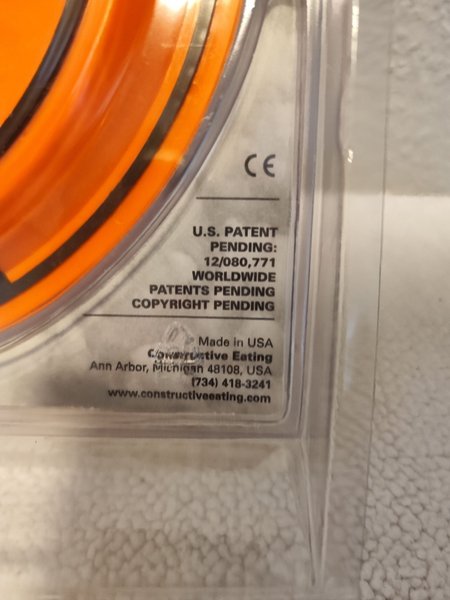 CE
U.S. PATENT
PENDING:
12/080,771
WORLDWIDE
PATENTS PENDING
COPYRIGHT PENDING
Made in USA
Constructive Eating
Ann Arbor, Michigan 48108, USA
(734) 418-3241
www.constructiveeating.com